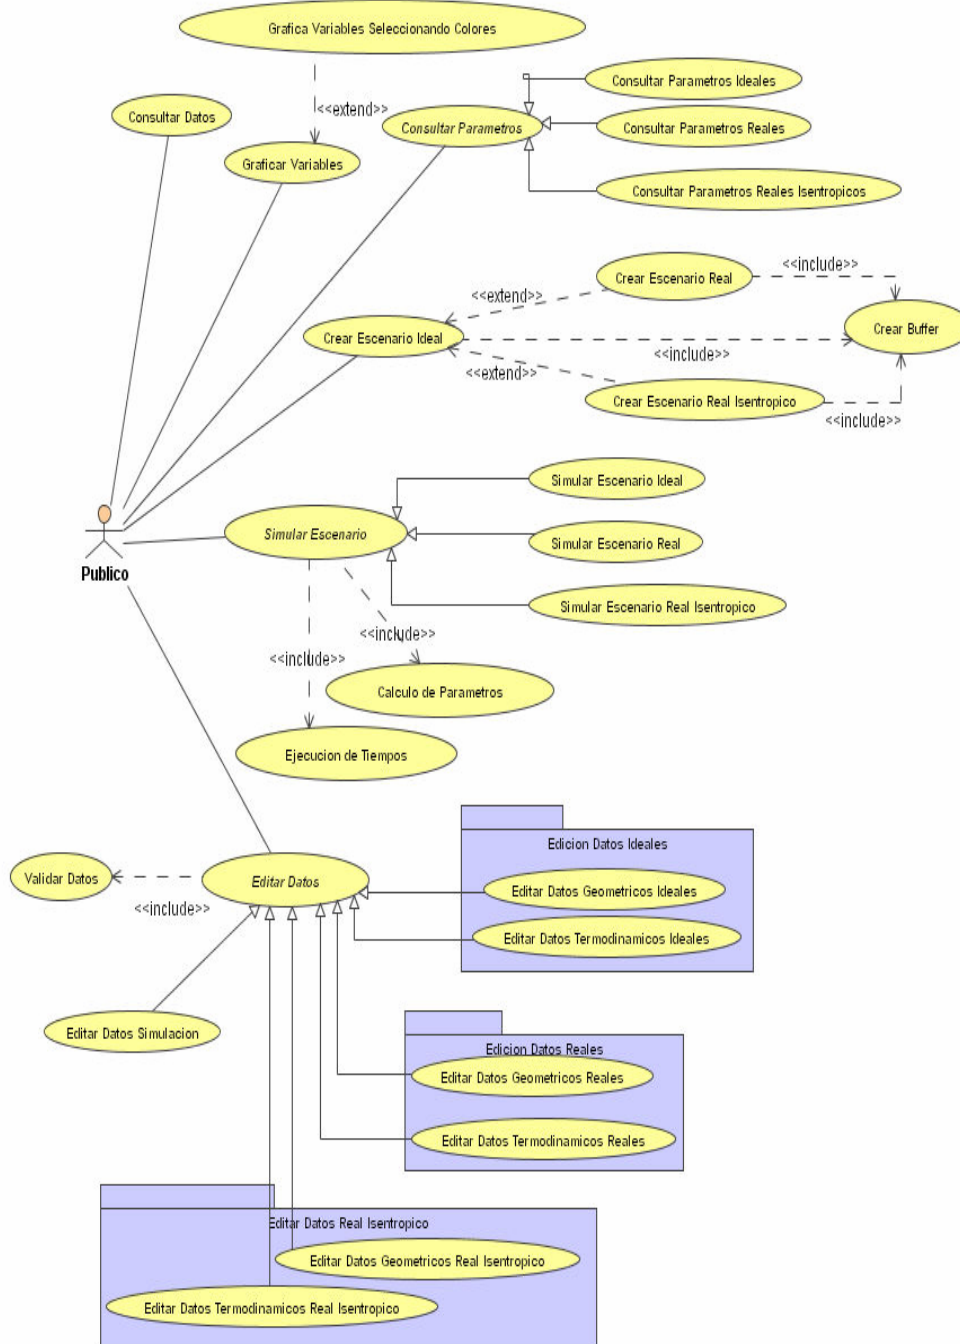 Grafica Variables Seleccionando Colores
<<extend>>
Consultar Datos
Graficar Variables
Consultar Parametros
Consultar Parametros Ideales
Consultar Parametros Reales
Consultar Parametros Reales Isentropicos
Crear Escenario Real
<<include>>
<<extend>>
Crear Escenario Ideal
Crear Buffer
<<include>>
<<extend>>
Crear Escenario Real Isentropico
<<include>>
Simular Escenario Ideal
Publico
Simular Escenario
Simular Escenario Real
Simular Escenario Real Isentropico
<<include>>
<<include>>
Calculo de Parametros
Ejecucion de Tiempos
Edicion Datos Ideales
Validar Datos
Editar Datos
Editar Datos Geometricos Ideales
<<include>>
Editar Datos Termodinamicos Ideales
Editar Datos Simulacion
Edicion Datos Reales
Editar Datos Geometricos Reales
Editar Datos Termodinamicos Reales
Editar Datos Real Isentropico
Editar Datos Geometricos Real Isentropico
Editar Datos Termodinamicos Real Isentropico